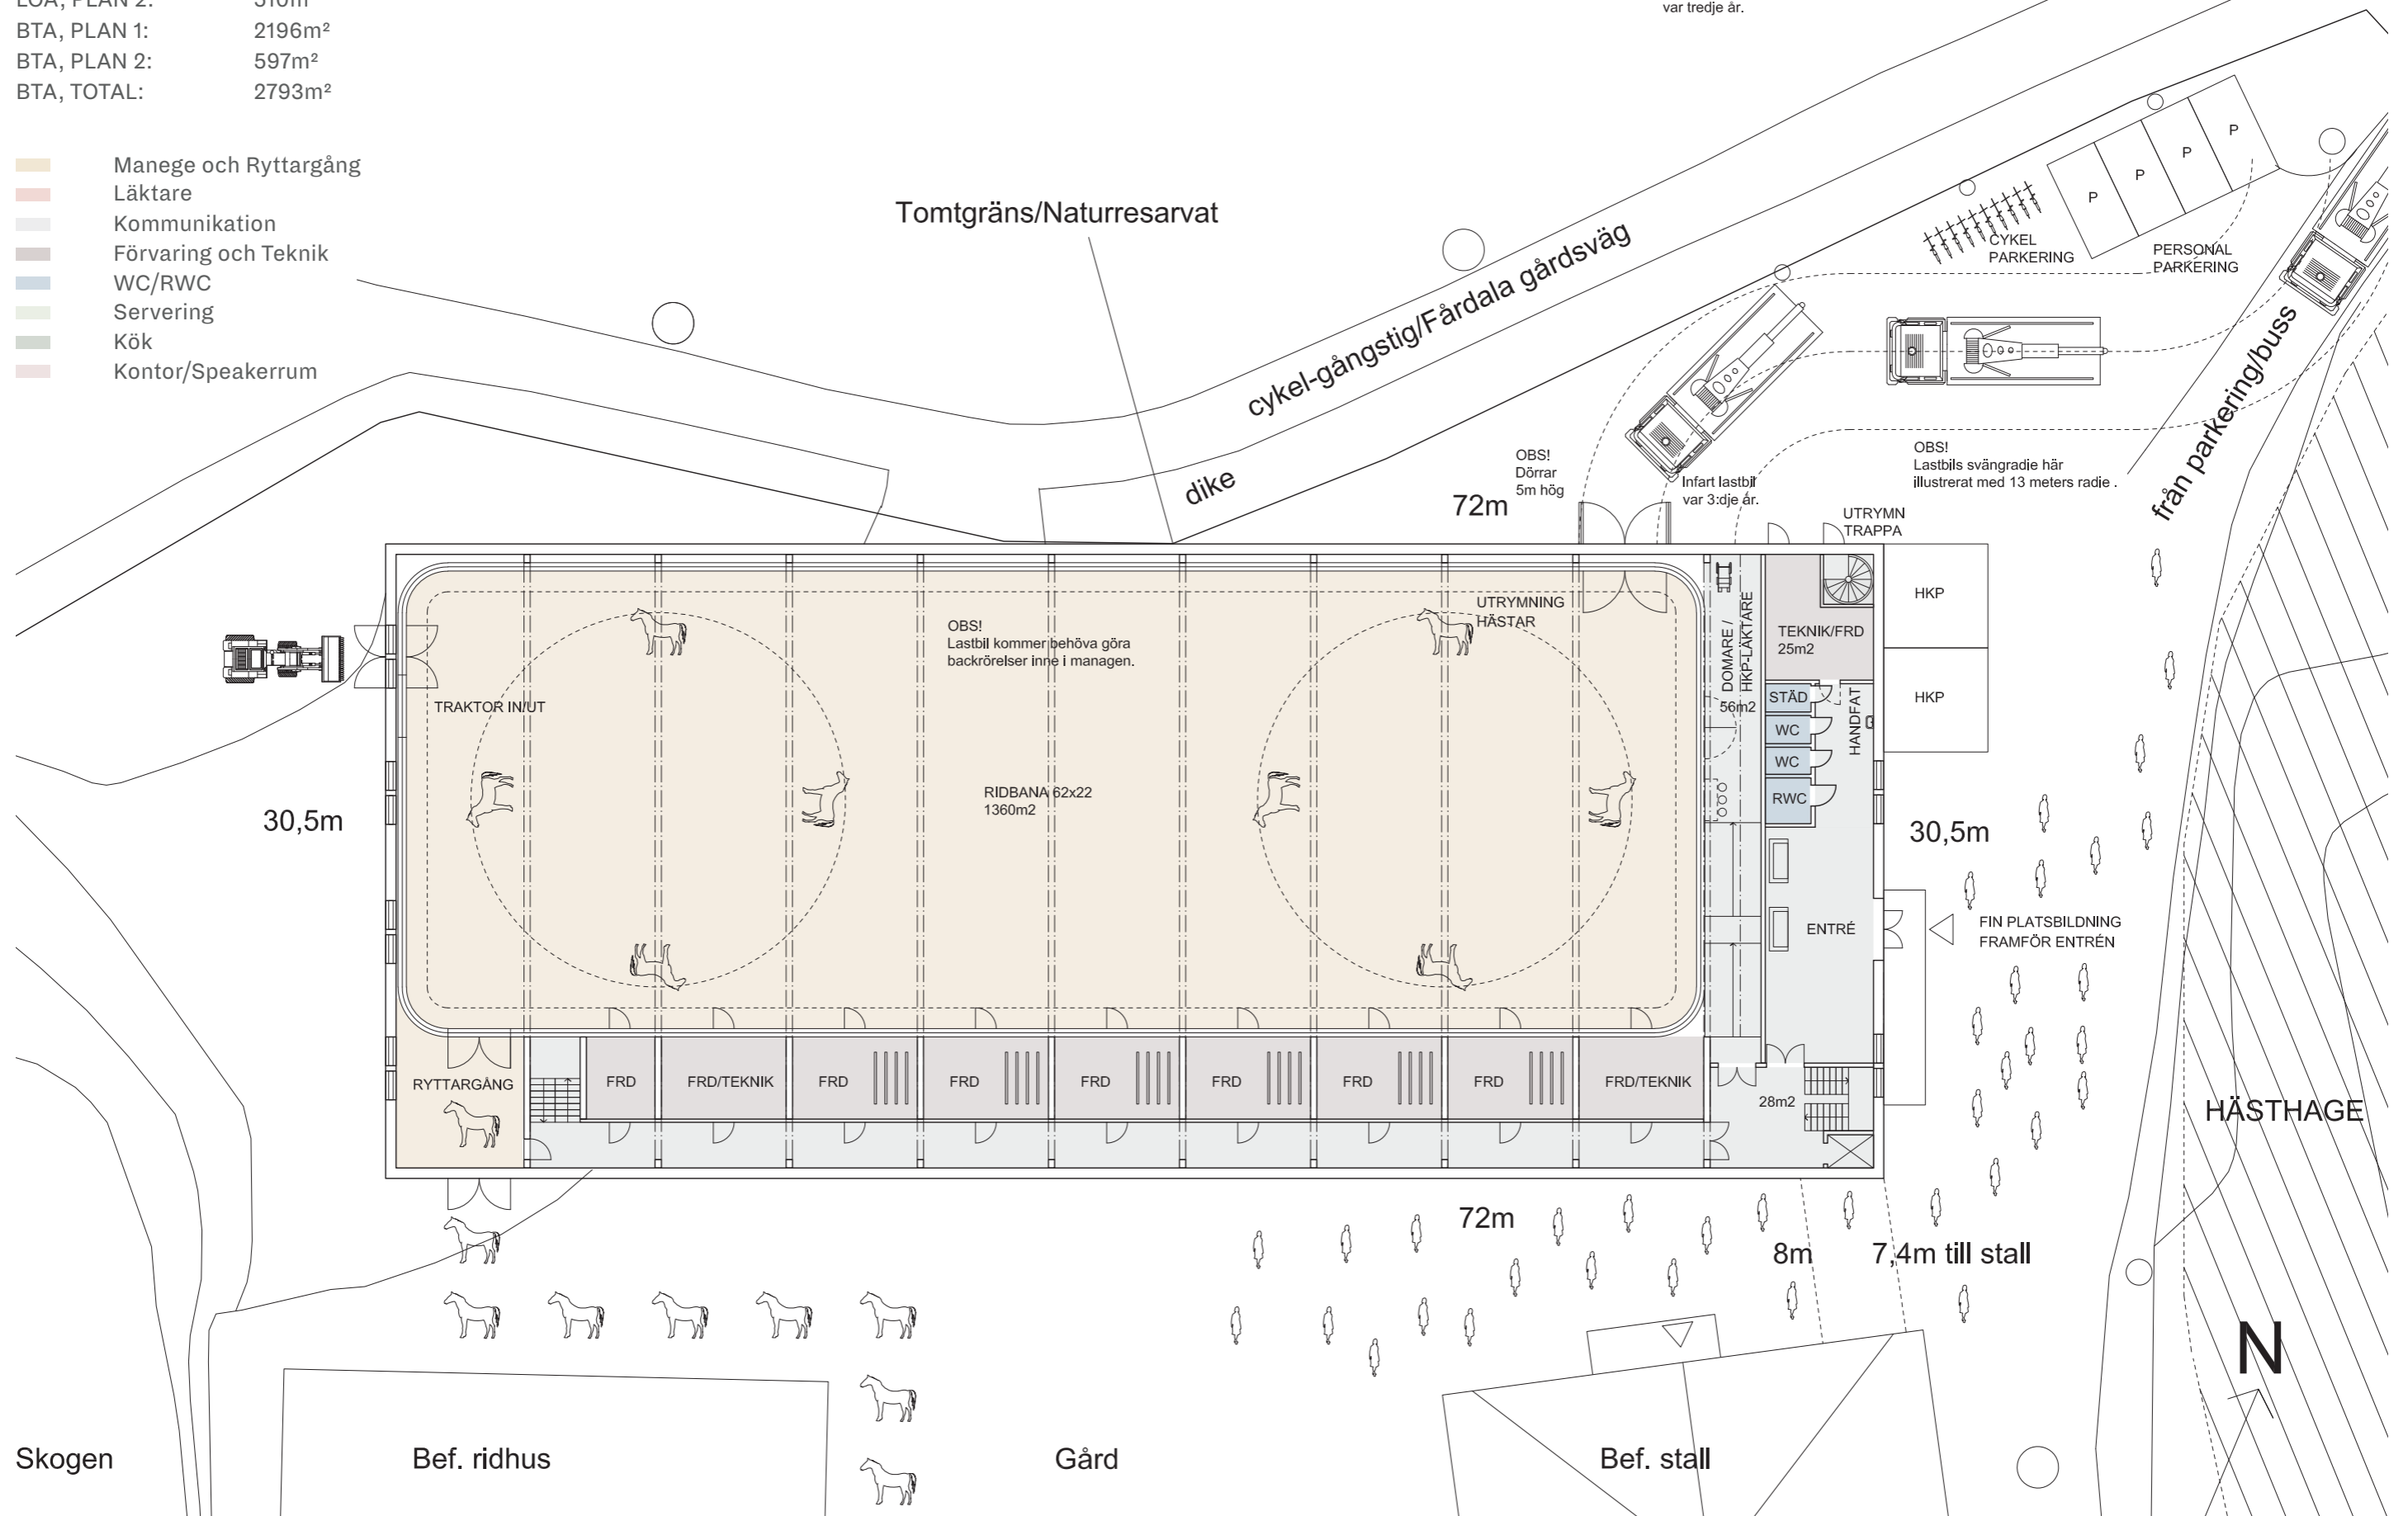 LOA, PLAN 2: 510m²
BTA, PLAN 1: 2196m²
BTA, PLAN 2: 597m²
BTA, TOTAL: 2793m²
Manege och Ryttargång
Läktare
Kommunikation
Förvaring och Teknik
WC/RWC
Servering
Kök
Kontor/Speakerrum
var tredje år.
Tomtgräns/Naturresarvat
cykel-gångstig/Fårdala gårdsväg
dike
P
P
P
P
CYKEL
PARKERING
PERSONAL
PARKERING
från parkering/buss
OBS!
Dörrar
5m hög
Infart lastbil
var 3:dje år.
OBS!
Lastbils svängradie här
illustrerat med 13 meters radie .
72m
UTRYMN
TRAPPA
HKP
HKP
OBS!
Lastbil kommer behöva göra
backrörelser inne i managen.
UTRYMNING
HÄSTAR
DOMARE /
HKP-LÄKTARE
56m2
TEKNIK/FRD
25m2
STÄD
WC
WC
RWC
HANDFAT
TRAKTOR IN/UT
RIDBANA 62x22
1360m2
30,5m
30,5m
ENTRÉ
FIN PLATSBILDNING
FRAMFÖR ENTRÉN
RYTTARGÅNG
FRD
FRD/TEKNIK
FRD
FRD
FRD
FRD
FRD
FRD
FRD/TEKNIK
28m2
HÄSTHAGE
72m
8m
7,4m till stall
N
Skogen
Bef. ridhus
Gård
Bef. stall